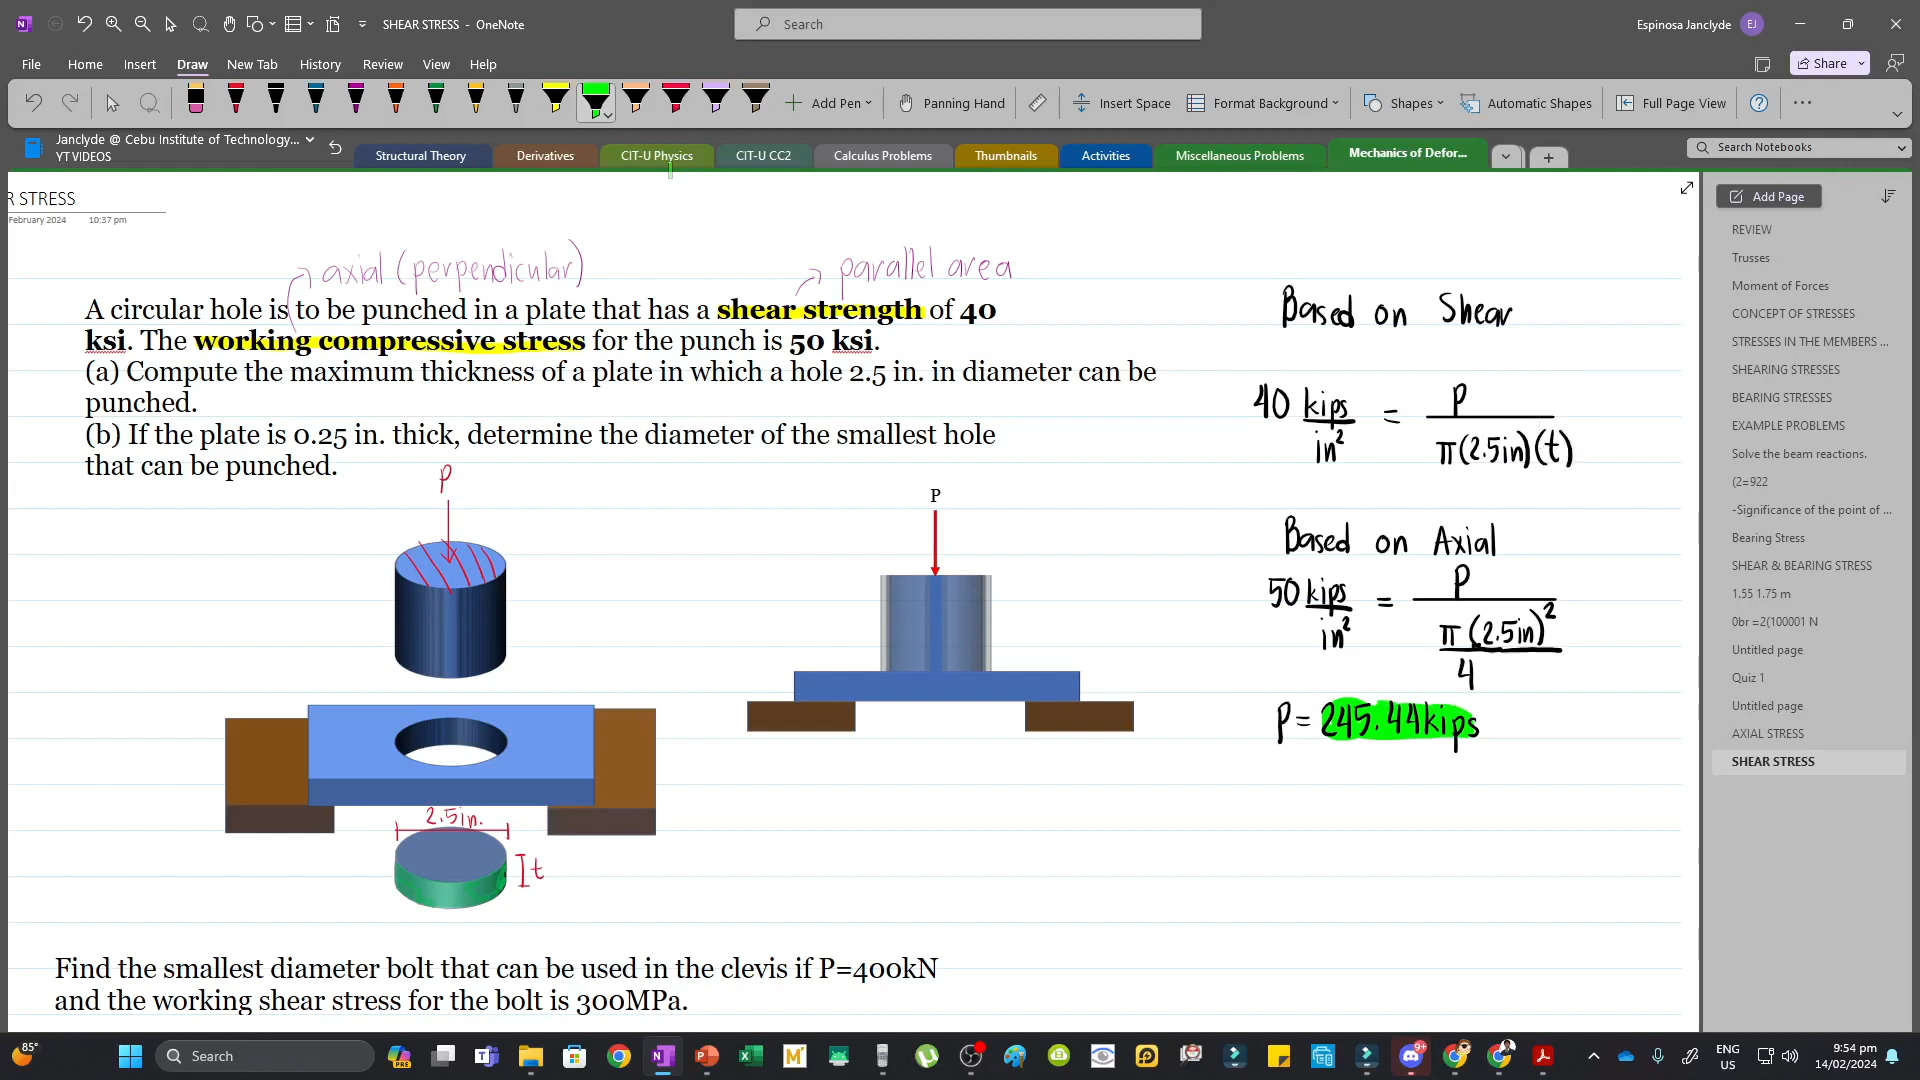 SHEAR STRESS - OneNote
Search
Espinosa Janclyde
EJ
File
Home
Insert
Draw
New Tab
History
Review
View
Help
Share
Add Pen
Panning Hand
Insert Space
Format Background
Shapes
Automatic Shapes
Full Page View
Janclyde @ Cebu Institute of Technology...
YT VIDEOS
Structural Theory
Derivatives
CIT-U Physics
CIT-U CC2
Calculus Problems
Thumbnails
Activities
Miscellaneous Problems
Mechanics of Defor...
Search Notebooks
R STRESS
February 2024
10:37 pm
axial (perpendicular)
parallel area
A circular hole is to be punched in a plate that has a shear strength of 40
ksi. The working compressive stress for the punch is 50 ksi.
(a) Compute the maximum thickness of a plate in which a hole 2.5 in. in diameter can be
punched.
(b) If the plate is 0.25 in. thick, determine the diameter of the smallest hole
that can be punched.
P
P
2.5in.
t
Based on Shear
40 kips/in² = P/π(2.5in)(t)
Based on Axial
50 kips/in² = P/π(2.5in)²/4
P = 245.44kips
Find the smallest diameter bolt that can be used in the clevis if P=400kN
and the working shear stress for the bolt is 300MPa.
Add Page
REVIEW
Trusses
Moment of Forces
CONCEPT OF STRESSES
STRESSES IN THE MEMBERS ...
SHEARING STRESSES
BEARING STRESSES
EXAMPLE PROBLEMS
Solve the beam reactions.
(2=922
-Significance of the point of ...
Bearing Stress
SHEAR & BEARING STRESS
1.55 1.75 m
0br =2(100001 N
Untitled page
Quiz 1
Untitled page
AXIAL STRESS
SHEAR STRESS
85°
Search
PRE
9+
ENG
US
9:54 pm
14/02/2024